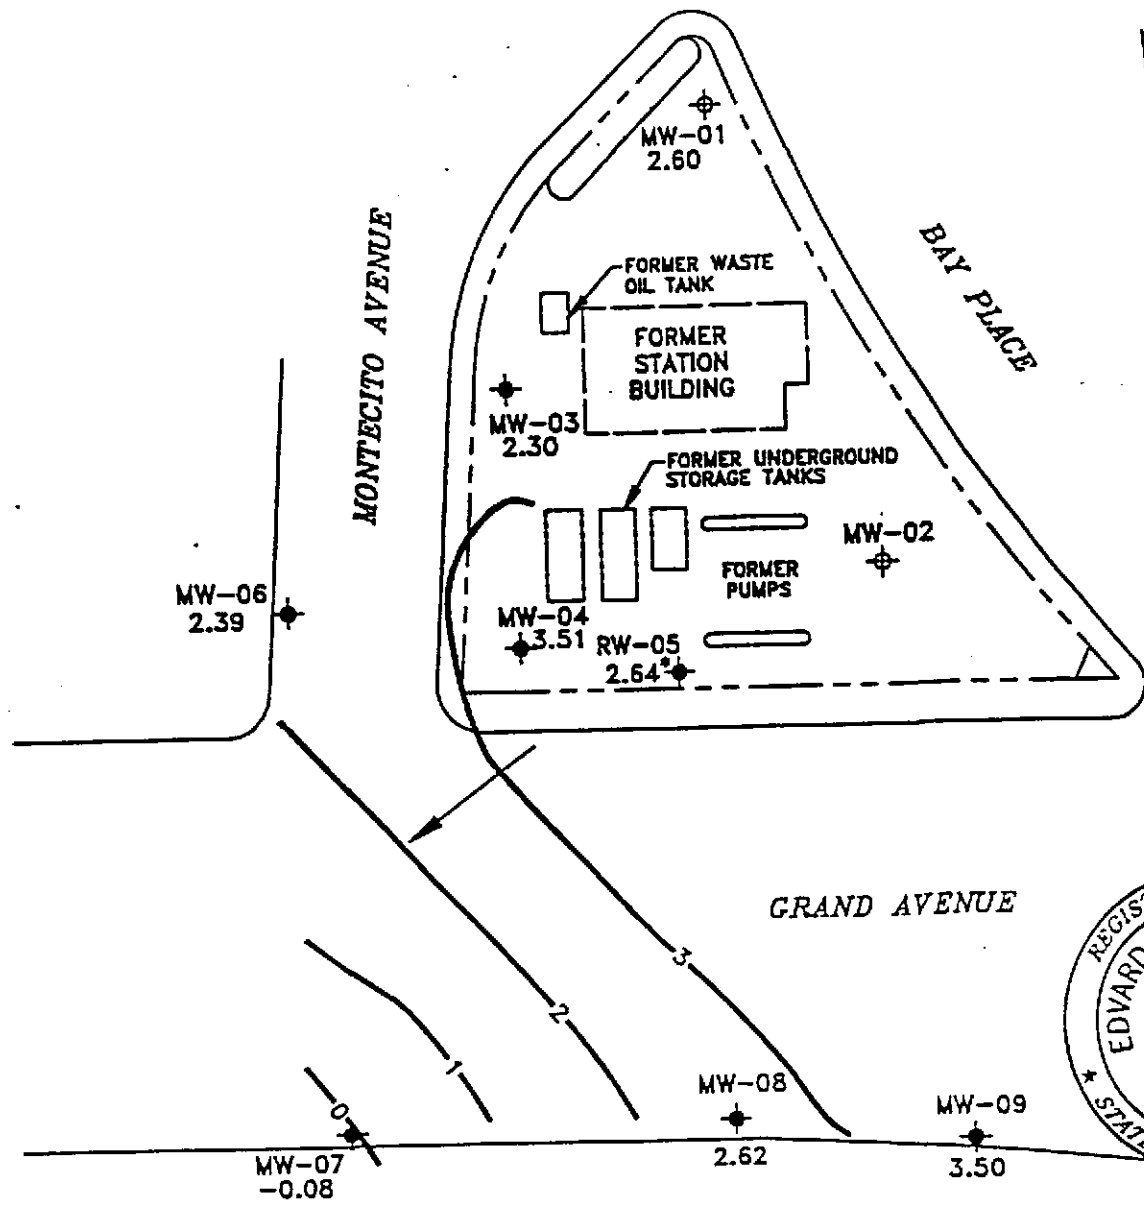 MW-01
2.60
MONTECITO AVENUE
BAY PLACE
FORMER WASTE
OIL TANK
FORMER
STATION
BUILDING
MW-03
2.30
FORMER UNDERGROUND
STORAGE TANKS
MW-02
FORMER
PUMPS
MW-06
2.39
MW-04
3.51
RW-05
2.64*
GRAND AVENUE
3
2
1
0
MW-08
2.62
MW-09
3.50
MW-07
-0.08
REGIS
EDVARD
★ STATE